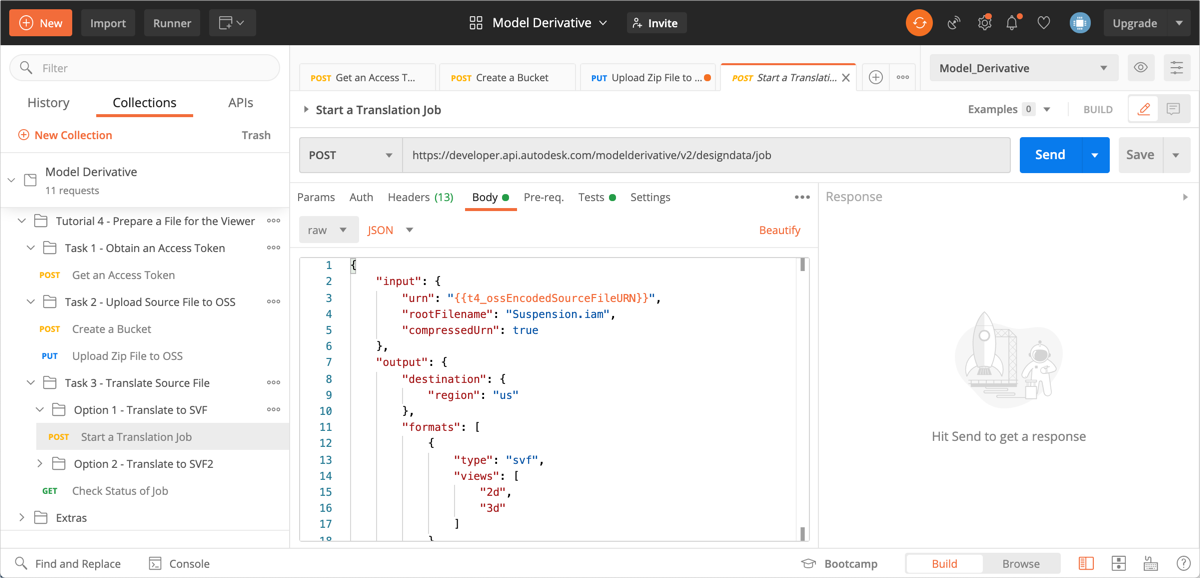 New Import Runner Model Derivative Invite Upgrade
Filter
History Collections APIs
New Collection Trash
Model Derivative
11 requests
Tutorial 4 - Prepare a File for the Viewer
Task 1 - Obtain an Access Token
POST Get an Access Token
Task 2 - Upload Source File to OSS
POST Create a Bucket
PUT Upload Zip File to OSS
Task 3 - Translate Source File
Option 1 - Translate to SVF
POST Start a Translation Job
Option 2 - Translate to SVF2
GET Check Status of Job
Extras
POST Get an Access T... POST Create a Bucket PUT Upload Zip File to ... POST Start a Translati... Model_Derivative
Start a Translation Job Examples 0 BUILD
POST https://developer.api.autodesk.com/modelderivative/v2/designdata/job Send Save
Params Auth Headers (13) Body Pre-req. Tests Settings
raw JSON Beautify
1 {
2 "input": {
3 "urn": "{{t4_ossEncodedSourceFileURN}}",
4 "rootFilename": "Suspension.iam",
5 "compressedUrn": true
6 },
7 "output": {
8 "destination": {
9 "region": "us"
10 },
11 "formats": [
12 {
13 "type": "svf",
14 "views": [
15 "2d",
16 "3d"
17 ]
18 }
Response
Hit Send to get a response
Find and Replace Console Bootcamp Build Browse